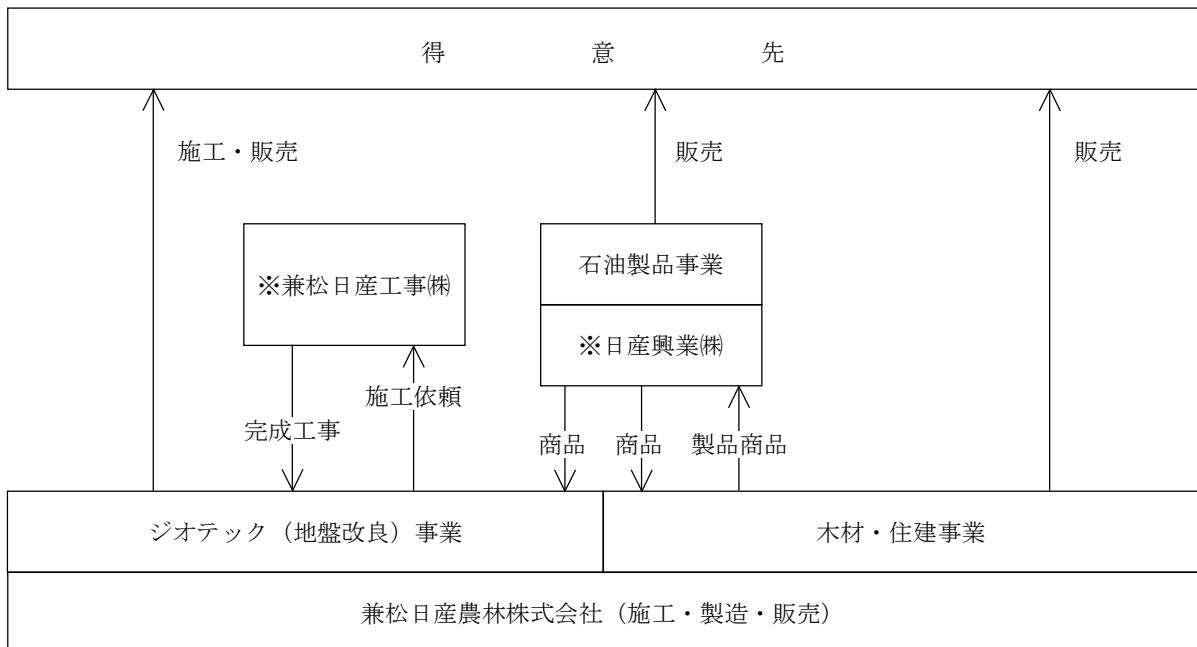 得意先
施工・販売
販売
販売
石油製品事業
※兼松日産工事㈱
※日産興業㈱
施工依頼
完成工事
商品
商品
製品商品
ジオテック（地盤改良）事業
木材・住建事業
兼松日産農林株式会社（施工・製造・販売）